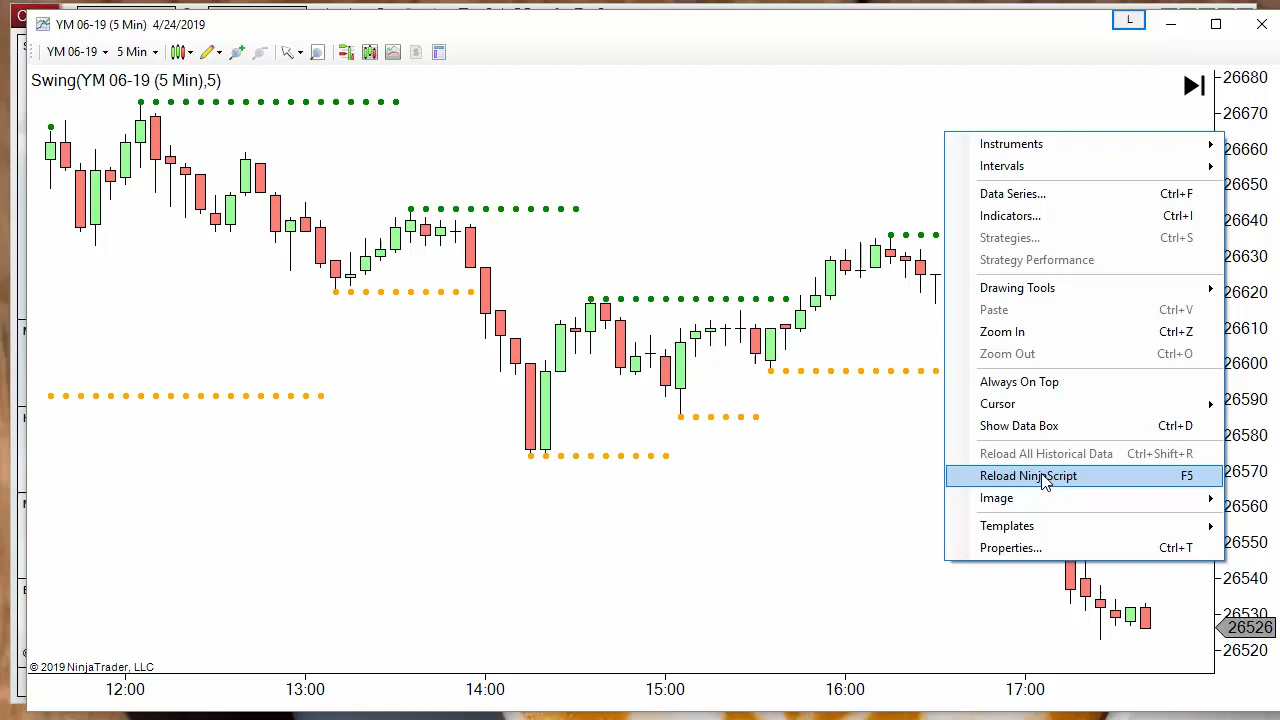 YM 06-19 (5 Min) 4/24/2019
L
YM 06-19 5 Min
Swing(YM 06-19 (5 Min),5)
26680
26670
26660
26650
26640
26630
26620
26610
26600
26590
26580
26570
26560
26550
26540
26530
26526
26520
Instruments
Intervals
Data Series... Ctrl+F
Indicators... Ctrl+I
Strategies... Ctrl+S
Strategy Performance
Drawing Tools
Paste Ctrl+V
Zoom In Ctrl+Z
Zoom Out Ctrl+O
Always On Top
Cursor
Show Data Box Ctrl+D
Reload All Historical Data Ctrl+Shift+R
Reload NinjaScript F5
Image
Templates
Properties... Ctrl+T
© 2019 NinjaTrader, LLC
12:00 13:00 14:00 15:00 16:00 17:00